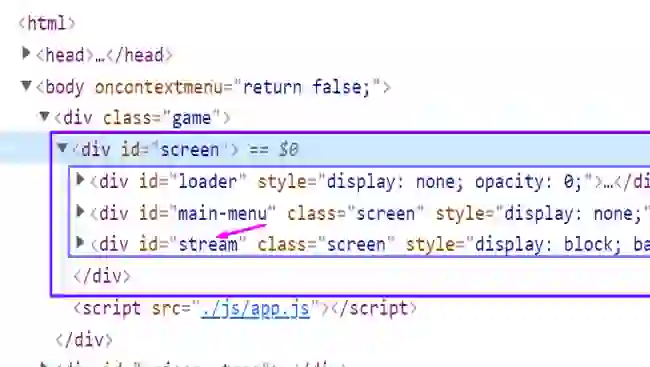 <html>
<head>…</head>
<body oncontextmenu="return false;">
<div class="game">
<div id="screen"> == $0
<div id="loader" style="display: none; opacity: 0;">…</di
<div id="main-menu" class="screen" style="display: none;"
<div id="stream" class="screen" style="display: block; ba
</div>
<script src="./js/app.js"></script>
</div>